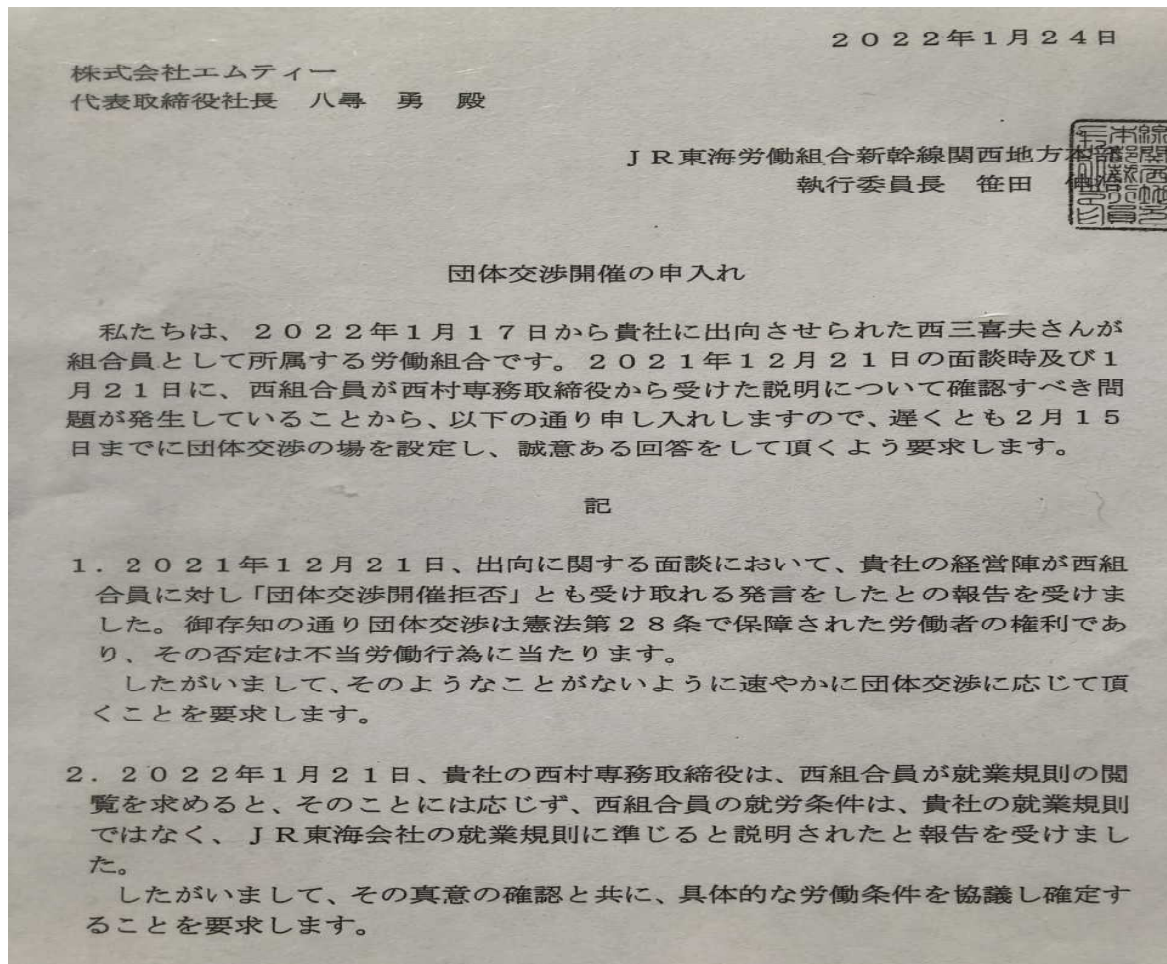 ２０２２年１月２４日
株式会社エムティー
代表取締役社長　八尋　勇　殿
ＪＲ東海労働組合新幹線関西地方本部
執行委員長　笹田　伸治
団体交渉開催の申入れ
私たちは、２０２２年１月１７日から貴社に出向させられた西三喜夫さんが
組合員として所属する労働組合です。２０２１年１２月２１日の面談時及び１
月２１日に、西組合員が西村専務取締役から受けた説明について確認すべき問
題が発生していることから、以下の通り申し入れしますので、遅くとも２月１５
日までに団体交渉の場を設定し、誠意ある回答をして頂くよう要求します。
記
１．２０２１年１２月２１日、出向に関する面談において、貴社の経営陣が西組
合員に対し「団体交渉開催拒否」とも受け取れる発言をしたとの報告を受けま
した。御存知の通り団体交渉は憲法第２８条で保障された労働者の権利であ
り、その否定は不当労働行為に当たります。
したがいまして、そのようなことがないように速やかに団体交渉に応じて頂
くことを要求します。
２．２０２２年１月２１日、貴社の西村専務取締役は、西組合員が就業規則の閲
覧を求めると、そのことには応じず、西組合員の就労条件は、貴社の就業規則
ではなく、ＪＲ東海会社の就業規則に準じると説明されたと報告を受けまし
た。
したがいまして、その真意の確認と共に、具体的な労働条件を協議し確定す
ることを要求します。